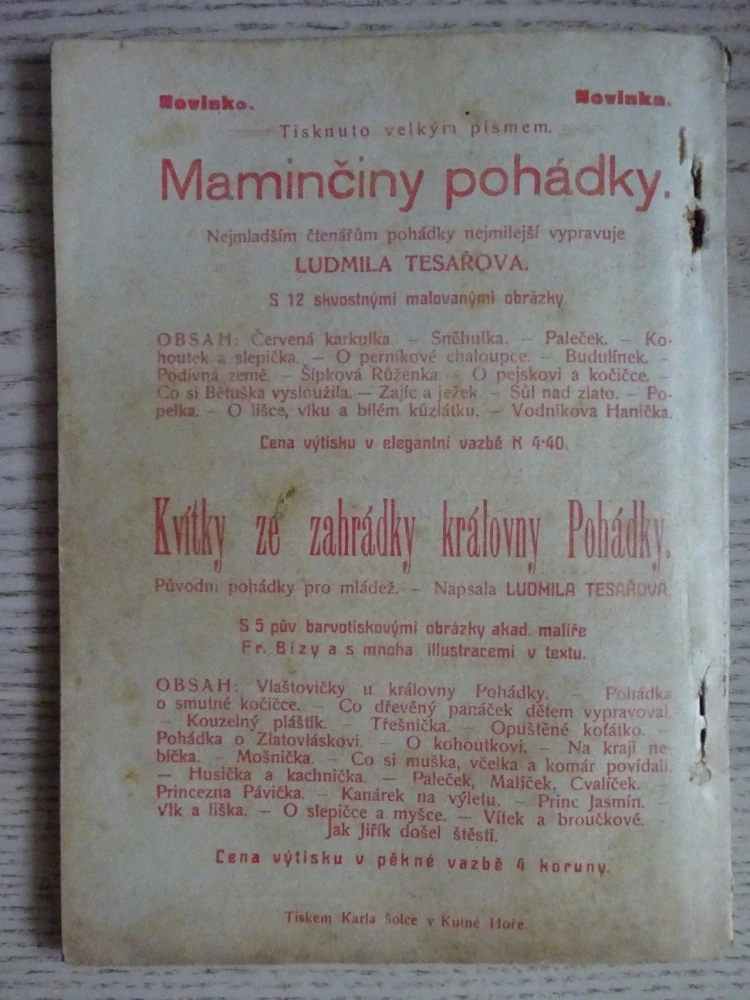 Novinka. Novinka.
Tisknuto velkým písmem.
Maminčiny pohádky.
Nejmladším čtenářům pohádky nejmilejší vypravuje
LUDMILA TESAŘOVA.
S 12 skvostnými malovanými obrázky.
OBSAH: Červená karkulka. — Sněhulka. — Paleček. — Ko-
houtek a slepička. — O perníkové chaloupce. — Budulínek. —
Podivná země. — Šípková Růženka. — O pejskovi a kočičce. —
Co si Bětuška vysloužila. — Zajíc a ježek. — Sůl nad zlato. — Po-
pelka. — O lišce, vlku a bílém kůzlátku. — Vodníkova Hanička.
Cena výtisku v elegantní vazbě K 4·40.
Kvítky ze zahrádky královny Pohádky.
Původní pohádky pro mládež. — Napsala LUDMILA TESAŘOVA.
S 5 pův. barvotiskovými obrázky akad. malíře
Fr. Bízy a s mnoha illustracemi v textu.
OBSAH: Vlaštovičky u královny Pohádky. — Pohádka
o smutné kočičce. — Co dřevěný panáček dětem vypravoval.
— Kouzelný pláštík. — Třešnička. — Opuštěné koťátko. —
Pohádka o Zlatovláskovi. — O kohoutkovi. — Na kraji ne-
bíčka. — Mošnička. — Co si muška, včelka a komár povídali.
— Husička a kachnička. — Paleček, Malíček, Cvalíček. —
Princezna Pávička. — Kanárek na výletu. — Princ Jasmín. —
Vlk a liška. — O slepičce a myšce. — Vítek a broučkové. —
Jak Jiřík došel štěstí.
Cena výtisku v pěkné vazbě 4 koruny.
Tiskem Karla Šolce v Kutné Hoře.